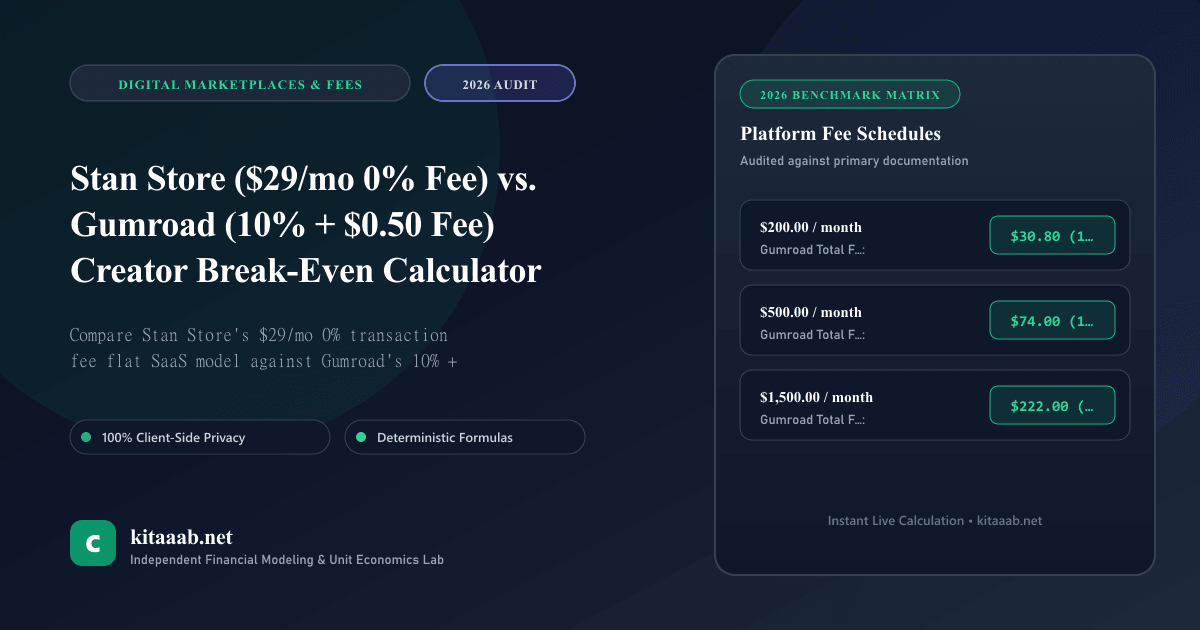 DIGITAL MARKETPLACES & FEES
2026 AUDIT
Stan Store ($29/mo 0% Fee) vs.
Gumroad (10% + $0.50 Fee)
Creator Break-Even Calculator
Compare Stan Store's $29/mo 0% transaction
fee flat SaaS model against Gumroad's 10% +
100% Client-Side Privacy
Deterministic Formulas
C
kitaaab.net
Independent Financial Modeling & Unit Economics Lab
2026 BENCHMARK MATRIX
Platform Fee Schedules
Audited against primary documentation
$200.00 / month
Gumroad Total F…:
$30.80 (1…
$500.00 / month
Gumroad Total F…:
$74.00 (1…
$1,500.00 / month
Gumroad Total F…:
$222.00 (…
Instant Live Calculation • kitaaab.net